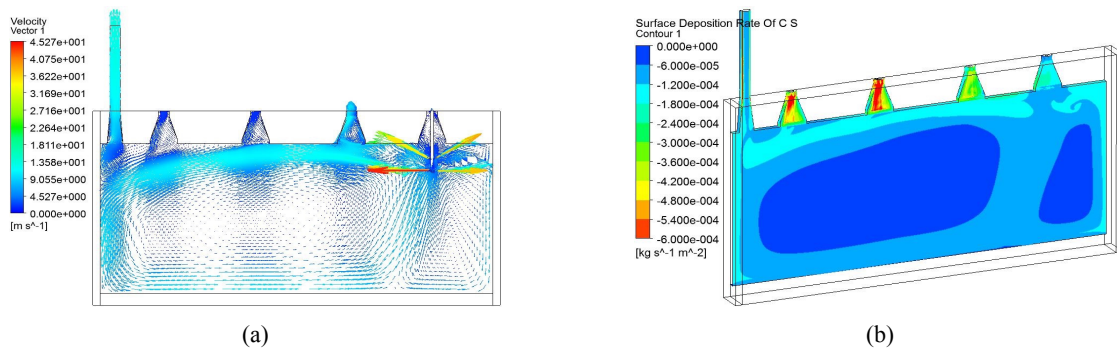 Velocity
Vector 1
4.527e+001
4.075e+001
3.622e+001
3.169e+001
2.716e+001
2.264e+001
1.811e+001
1.358e+001
9.055e+000
4.527e+000
0.000e+000
[m s^-1]
(a)
Surface Deposition Rate Of C S
Contour 1
0.000e+000
-6.000e-005
-1.200e-004
-1.800e-004
-2.400e-004
-3.000e-004
-3.600e-004
-4.200e-004
-4.800e-004
-5.400e-004
-6.000e-004
[kg s^-1 m^-2]
(b)